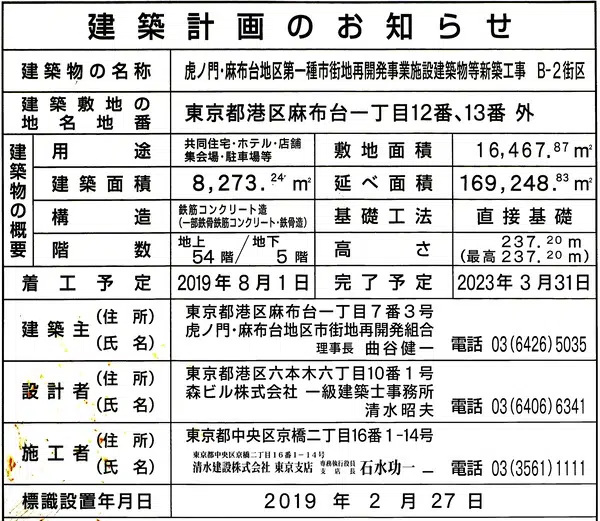 建築計画のお知らせ
建築物の名称 虎ノ門・麻布台地区第一種市街地再開発事業施設建築物等新築工事 B-2街区
建築敷地の
地名地番 東京都港区麻布台一丁目12番、13番 外
建築物の概要
用途 共同住宅・ホテル・店舗
集会場・駐車場等 敷地面積 16,467.87㎡
建築面積 8,273.24㎡ 延べ面積 169,248.83㎡
構造 鉄筋コンクリート造
(一部鉄骨鉄筋コンクリート・鉄骨造) 基礎工法 直接基礎
階数 地上 54階/地下 5階 高さ 237.20m
(最高237.20m)
着工予定 2019年8月1日 完了予定 2023年3月31日
建築主(住所)
(氏名) 東京都港区麻布台一丁目7番3号
虎ノ門・麻布台地区市街地再開発組合
理事長 曲谷健一 電話 03(6426)5035
設計者(住所)
(氏名) 東京都港区六本木六丁目10番1号
森ビル株式会社 一級建築士事務所
清水昭夫 電話 03(6406)6341
施工者(住所)
(氏名) 東京都中央区京橋二丁目16番1-14号
東京都中央区京橋二丁目16番1-14号
清水建設株式会社 東京支店 専務執行役員
支店長 石水功一 電話 03(3561)1111
標識設置年月日 2019年2月27日